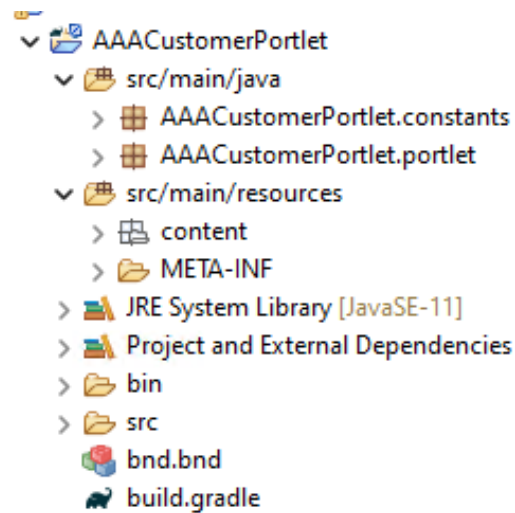 AAACustomerPortlet
src/main/java
AAACustomerPortlet.constants
AAACustomerPortlet.portlet
src/main/resources
content
META-INF
JRE System Library [JavaSE-11]
Project and External Dependencies
bin
src
bnd.bnd
build.gradle